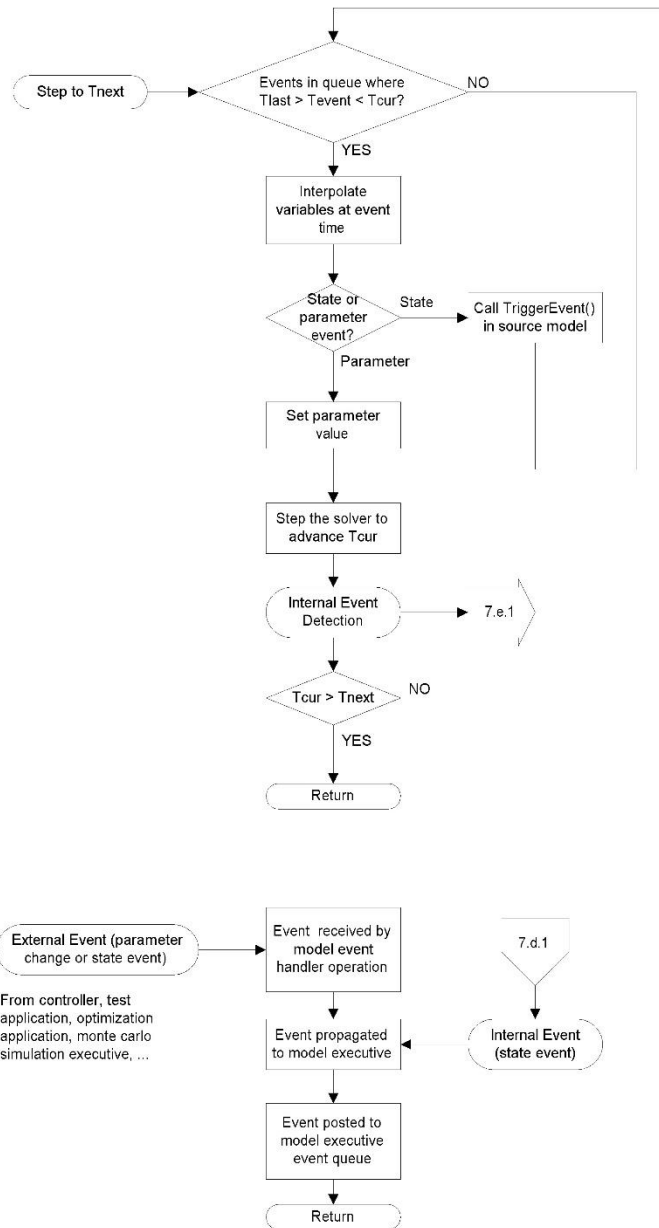 Step to Tnext
Events in queue where
Tlast > Tevent < Tcur?
NO
YES
Interpolate
variables at event
time
State or
parameter
event?
State
Call TriggerEvent()
in source model
Parameter
Set parameter
value
Step the solver to
advance Tcur
Internal Event
Detection
7.e.1
Tcur > Tnext
NO
YES
Return
External Event (parameter
change or state event)
From controller, test
application, optimization
application, monte carlo
simulation executive, ...
Event received by
model event
handler operation
7.d.1
Event propagated
to model executive
Internal Event
(state event)
Event posted to
model executive
event queue
Return